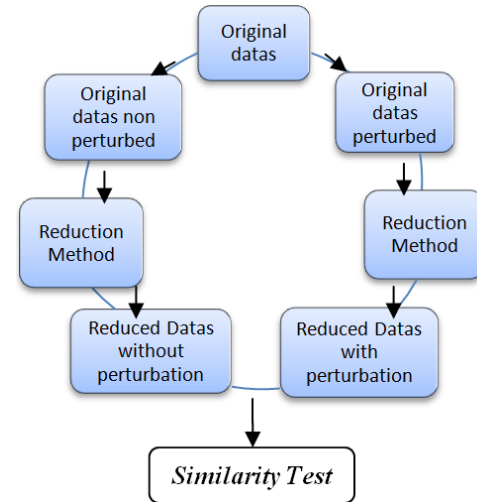 Original
datas
Original
datas non
perturbed
Original
datas
perturbed
Reduction
Method
Reduction
Method
Reduced Datas
without
perturbation
Reduced Datas
with
perturbation
Similarity Test